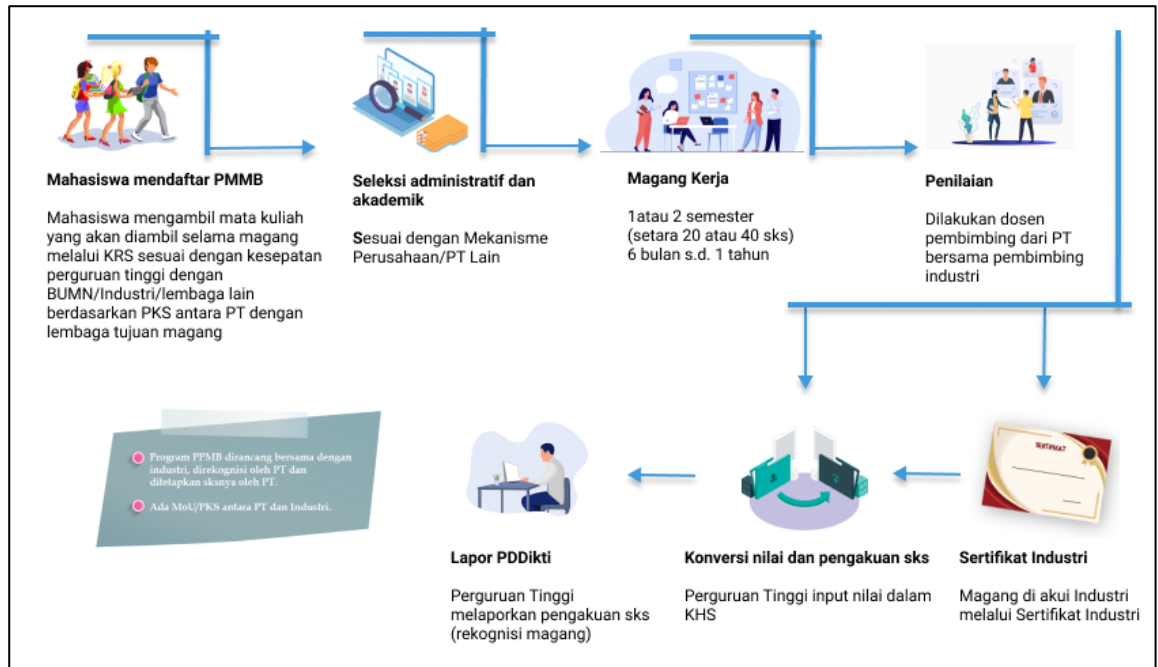 Mahasiswa mendaftar PMMB
Mahasiswa mengambil mata kuliah
yang akan diambil selama magang
melalui KRS sesuai dengan kesepatan
perguruan tinggi dengan
BUMN/Industri/lembaga lain
berdasarkan PKS antara PT dengan
lembaga tujuan magang
Seleksi administratif dan
akademik
Sesuai dengan Mekanisme
Perusahaan/PT Lain
Magang Kerja
1atau 2 semester
(setara 20 atau 40 sks)
6 bulan s.d. 1 tahun
Penilaian
Dilakukan dosen
pembimbing dari PT
bersama pembimbing
industri
Program PPMB dirancang bersama dengan
industri, direkognisi oleh PT dan
ditetapkan sksnya oleh PT.
Ada MoU/PKS antara PT dan Industri.
SERTIFIKAT
Sertifikat Industri
Magang di akui Industri
melalui Sertifikat Industri
Konversi nilai dan pengakuan sks
Perguruan Tinggi input nilai dalam
KHS
Lapor PDDikti
Perguruan Tinggi
melaporkan pengakuan sks
(rekognisi magang)